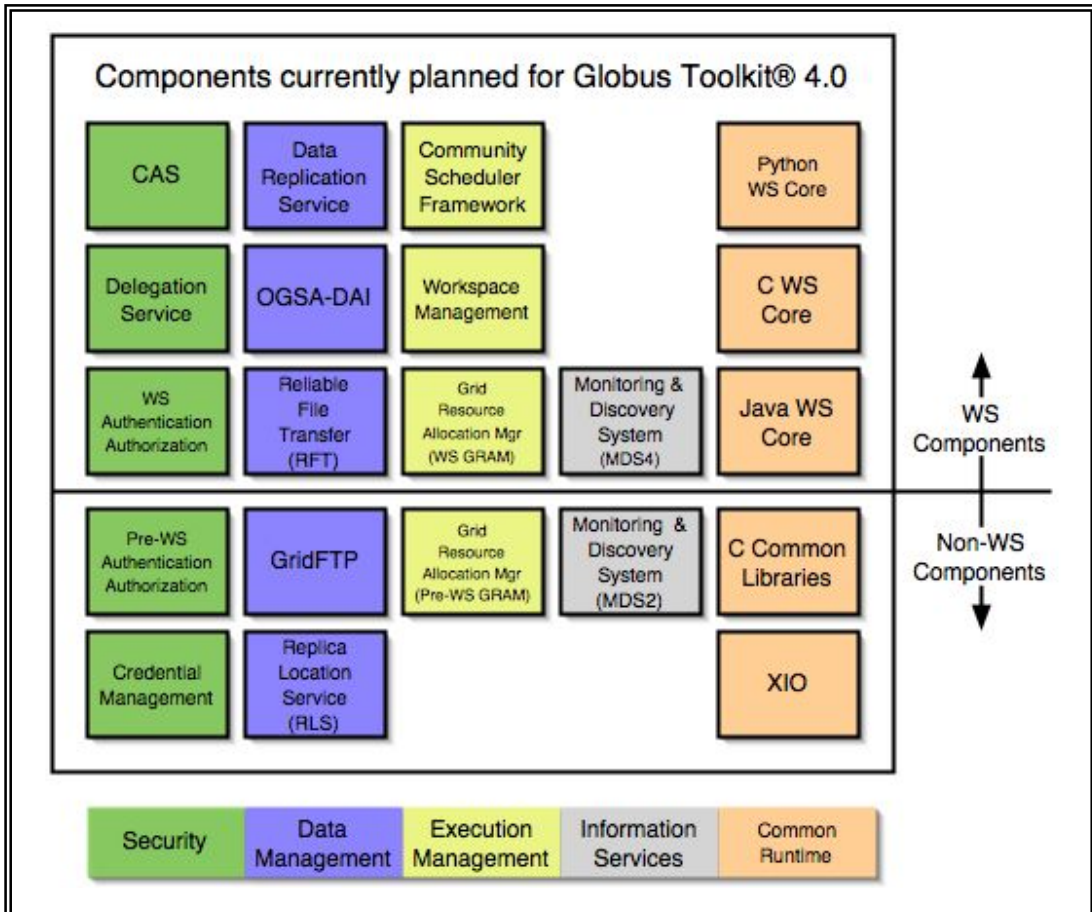 Components currently planned for Globus Toolkit® 4.0
CAS
Data
Replication
Service
Community
Scheduler
Framework
Python
WS Core
Delegation
Service
OGSA-DAI
Workspace
Management
C WS
Core
WS
Authentication
Authorization
Reliable
File
Transfer
(RFT)
Grid
Resource
Allocation Mgr
(WS GRAM)
Monitoring &
Discovery
System
(MDS4)
Java WS
Core
WS
Components
Pre-WS
Authentication
Authorization
GridFTP
Grid
Resource
Allocation Mgr
(Pre-WS GRAM)
Monitoring &
Discovery
System
(MDS2)
C Common
Libraries
Non-WS
Components
Credential
Management
Replica
Location
Service
(RLS)
XIO
Security
Data
Management
Execution
Management
Information
Services
Common
Runtime